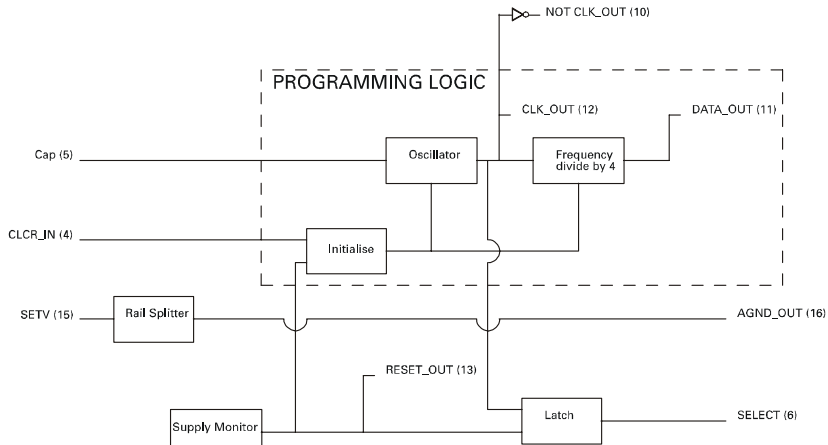 NOT CLK_OUT (10)
PROGRAMMING LOGIC
CLK_OUT (12)
DATA_OUT (11)
Cap (5)
Oscillator
Frequency
divide by 4
CLCR_IN (4)
Initialise
SETV (15)
Rail Splitter
AGND_OUT (16)
RESET_OUT (13)
Supply Monitor
Latch
SELECT (6)